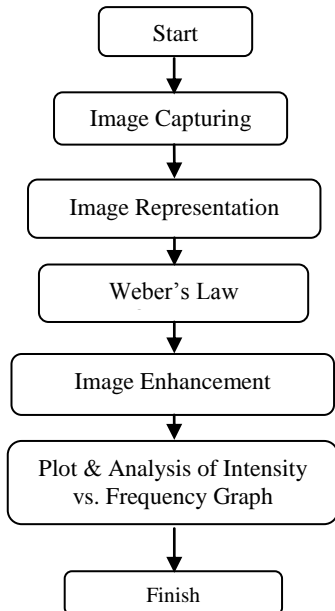 Start
Image Capturing
Image Representation
Weber’s Law
Image Enhancement
Plot & Analysis of Intensity
vs. Frequency Graph
Finish